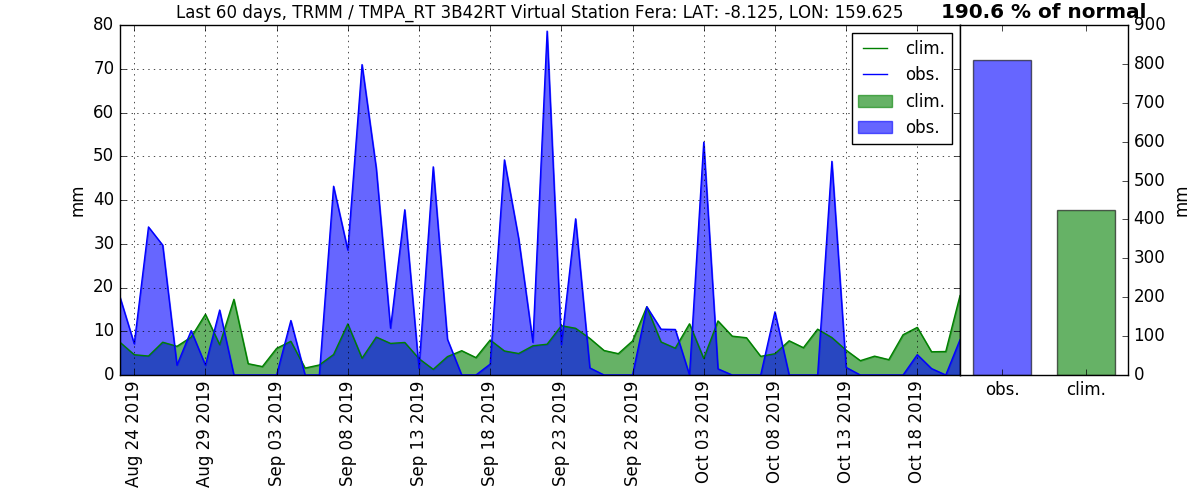 Last 60 days, TRMM / TMPA_RT 3B42RT Virtual Station Fera: LAT: -8.125, LON: 159.625
190.6 % of normal
80
70
60
50
40
30
20
10
0
mm
clim.
obs.
clim.
obs.
900
800
700
600
500
400
300
200
100
0
mm
Aug 24 2019
Aug 29 2019
Sep 03 2019
Sep 08 2019
Sep 13 2019
Sep 18 2019
Sep 23 2019
Sep 28 2019
Oct 03 2019
Oct 08 2019
Oct 13 2019
Oct 18 2019
obs.
clim.